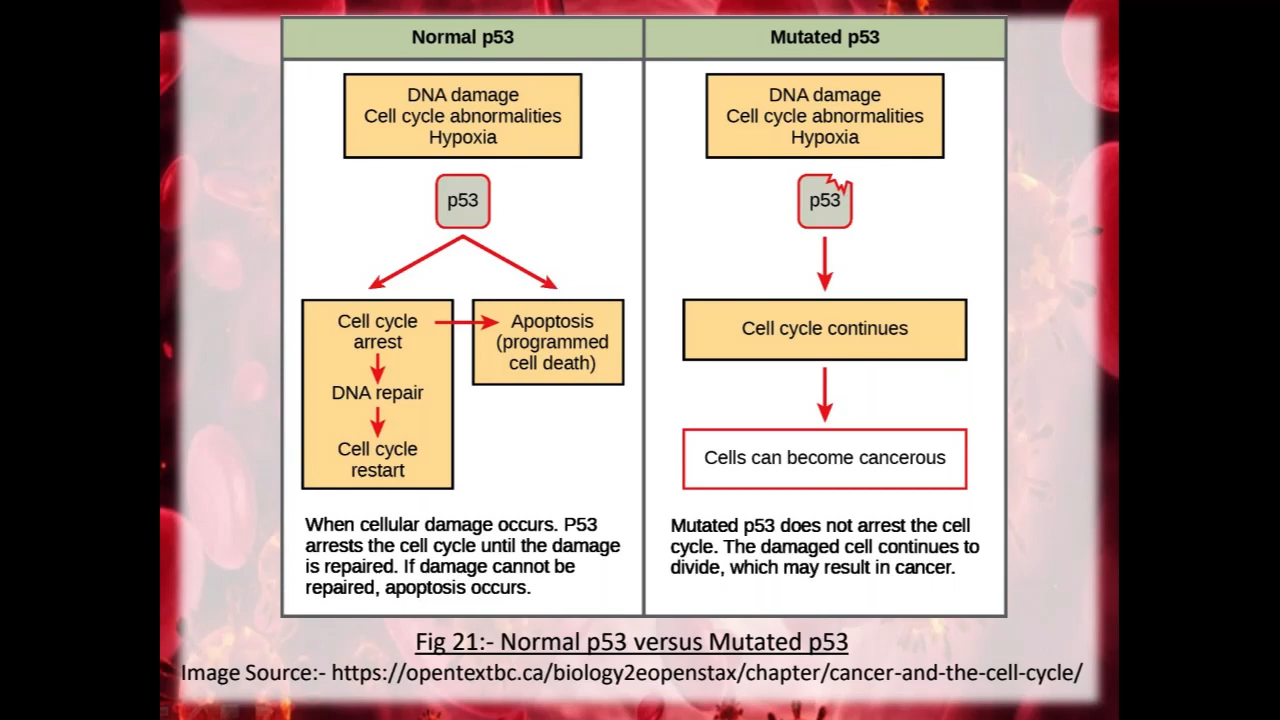 Normal p53
DNA damage
Cell cycle abnormalities
Hypoxia
p53
Cell cycle
arrest
DNA repair
Cell cycle
restart
Apoptosis
(programmed
cell death)
When cellular damage occurs. P53
arrests the cell cycle until the damage
is repaired. If damage cannot be
repaired, apoptosis occurs.
Mutated p53
DNA damage
Cell cycle abnormalities
Hypoxia
p53
Cell cycle continues
Cells can become cancerous
Mutated p53 does not arrest the cell
cycle. The damaged cell continues to
divide, which may result in cancer.
Fig 21:- Normal p53 versus Mutated p53
Image Source:- https://opentextbc.ca/biology2eopenstax/chapter/cancer-and-the-cell-cycle/